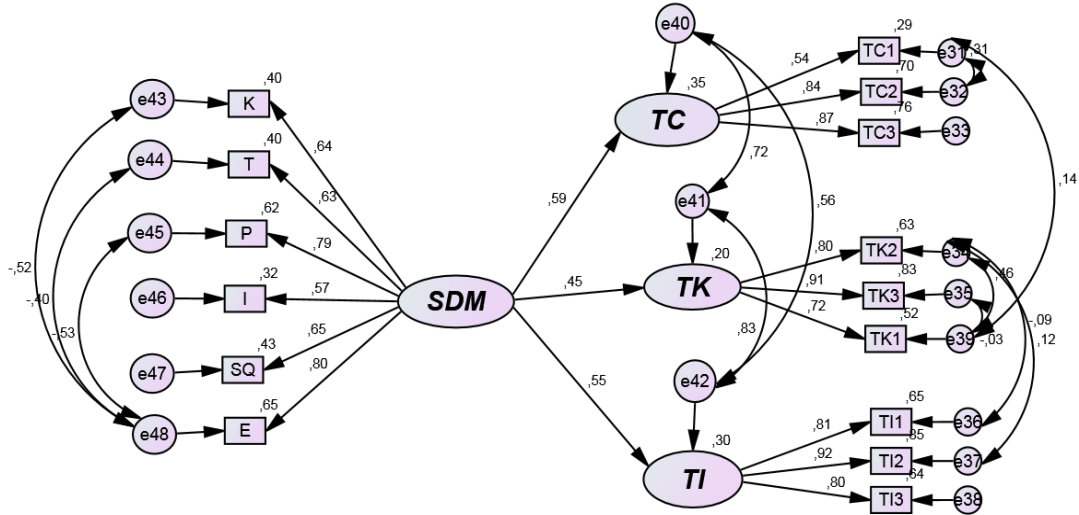 e40
,29
,54
TC1
e31
,31
,70
,35
,84
TC2
e32
,76
TC
,87
TC3
e33
,40
e43
K
,64
,40
e44
T
,63
,72
,14
,59
e41
,56
,62
e45
P
,79
,63
,80
TK2
e34
,20
,91
,83
,46
-,52
,32
e46
I
,57
SDM
,45
TK
TK3
e35
-,40
,72
,52
-,09
-,53
,65
TK1
e39
-,03
,12
,43
,83
e47
SQ
,80
,55
e42
,65
e48
E
,65
,81
TI1
e36
,30
,85
,92
TI2
e37
TI
,64
,80
TI3
e38